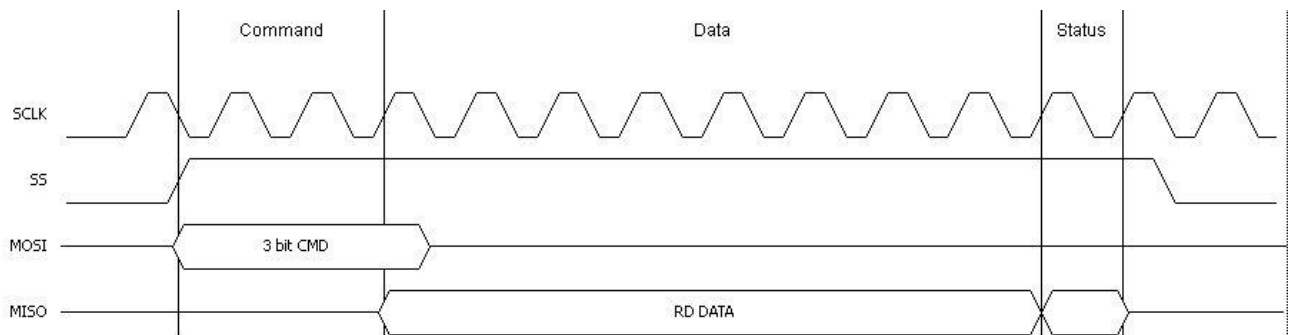 Command Data Status
SCLK
SS
MOSI 3 bit CMD
MISO RD DATA